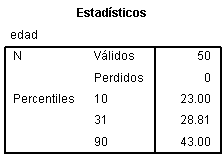 Estadísticos
edad
N Válidos 50
Perdidos 0
Percentiles 10 23.00
31 28.81
90 43.00